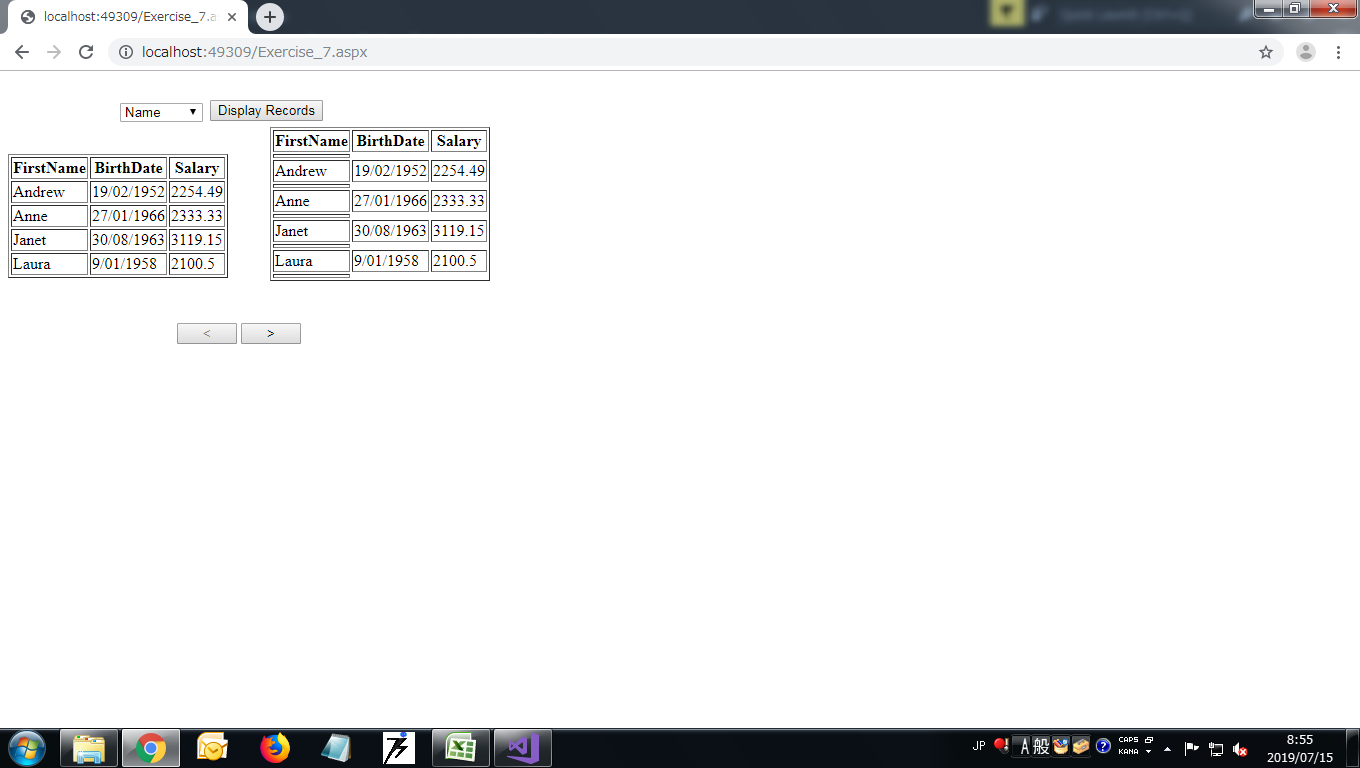 localhost:49309/Exercise_7.a
localhost:49309/Exercise_7.aspx
Name Display Records
FirstName BirthDate Salary
Andrew 19/02/1952 2254.49
Anne 27/01/1966 2333.33
Janet 30/08/1963 3119.15
Laura 9/01/1958 2100.5
FirstName BirthDate Salary
Andrew 19/02/1952 2254.49
Anne 27/01/1966 2333.33
Janet 30/08/1963 3119.15
Laura 9/01/1958 2100.5
< >
JP A 般 CAPS KANA
8:55
2019/07/15